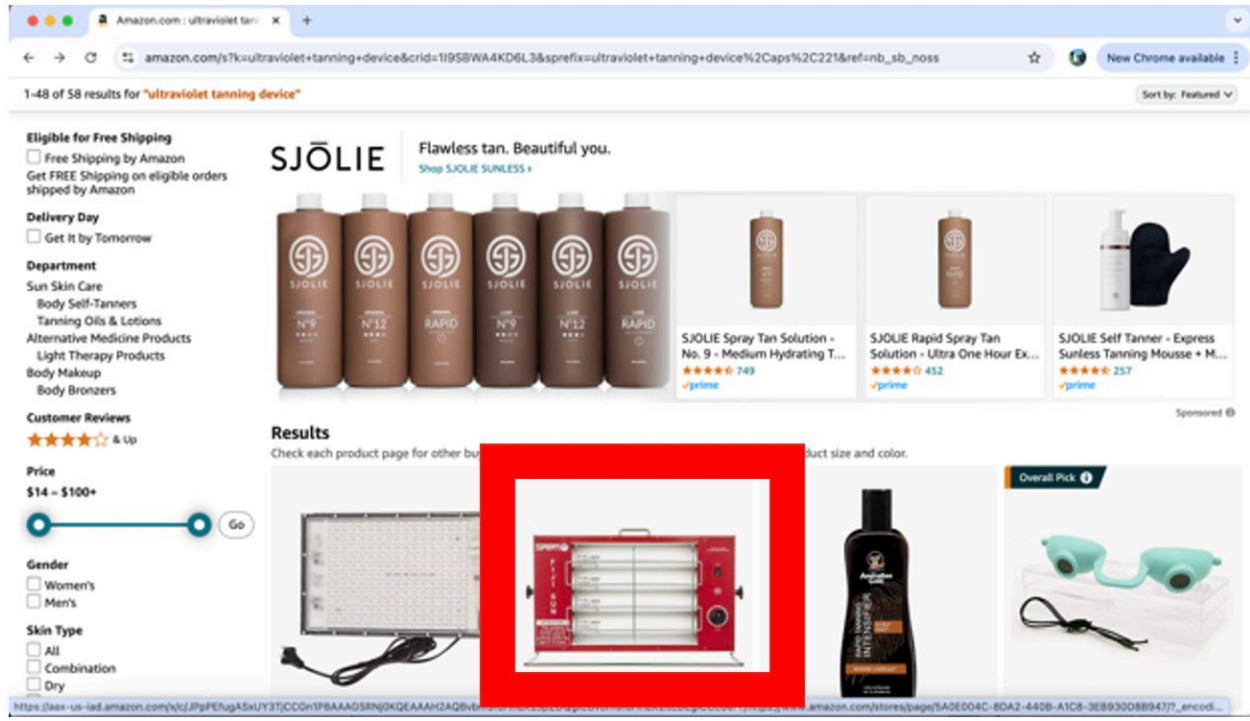 Amazon.com : ultraviolet tan
amazon.com/s?k=ultraviolet+tanning+device&crid=1I9SBWA4KD6L3&sprefix=ultraviolet+tanning+device%2Caps%2C221&ref=nb_sb_noss
New Chrome available
1-48 of 58 results for "ultraviolet tanning device"
Sort by: Featured
Eligible for Free Shipping
Free Shipping by Amazon
Get FREE Shipping on eligible orders
shipped by Amazon
Delivery Day
Get It by Tomorrow
Department
Sun Skin Care
Body Self-Tanners
Tanning Oils & Lotions
Alternative Medicine Products
Light Therapy Products
Body Makeup
Body Bronzers
Customer Reviews
& Up
Price
$14 – $100+
Go
Gender
Women's
Men's
Skin Type
All
Combination
Dry
SJŌLIE
Flawless tan. Beautiful you.
Shop SJOLIE SUNLESS ›
SJOLIE SJOLIE SJOLIE SJOLIE SJOLIE SJOLIE
N°9 N°12 RAPID N°9 N°12 RAPID
SJOLIE Spray Tan Solution -
No. 9 - Medium Hydrating T...
749
prime
SJOLIE Rapid Spray Tan
Solution - Ultra One Hour Ex...
452
prime
SJOLIE Self Tanner - Express
Sunless Tanning Mousse + M...
257
prime
Sponsored
Results
Check each product page for other bu
duct size and color.
FIJI SUN
Australian
Gold
RAPID TANNING
INTENSIFIER
Overall Pick